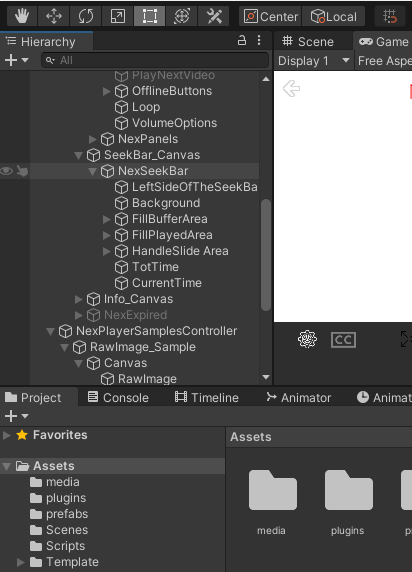 Center Local
Hierarchy
Scene Game
All
Display 1 Free Aspe
PlayNextVideo
OfflineButtons
Loop
VolumeOptions
NexPanels
SeekBar_Canvas
NexSeekBar
LeftSideOfTheSeekBa
Background
FillBufferArea
FillPlayedArea
HandleSlide Area
TotTime
CurrentTime
Info_Canvas
NexExpired
NexPlayerSamplesController
RawImage_Sample
Canvas
RawImage
CC
Project Console Timeline Animator Animat
Favorites
Assets
media
plugins
prefabs
Scenes
Scripts
Template
Assets
media plugins